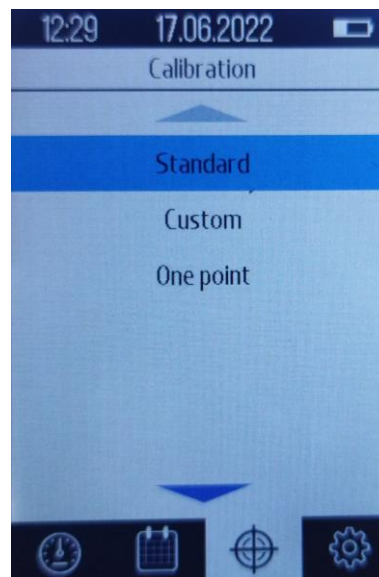 12:29 17.06.2022
Calibration
Standard
Custom
One point